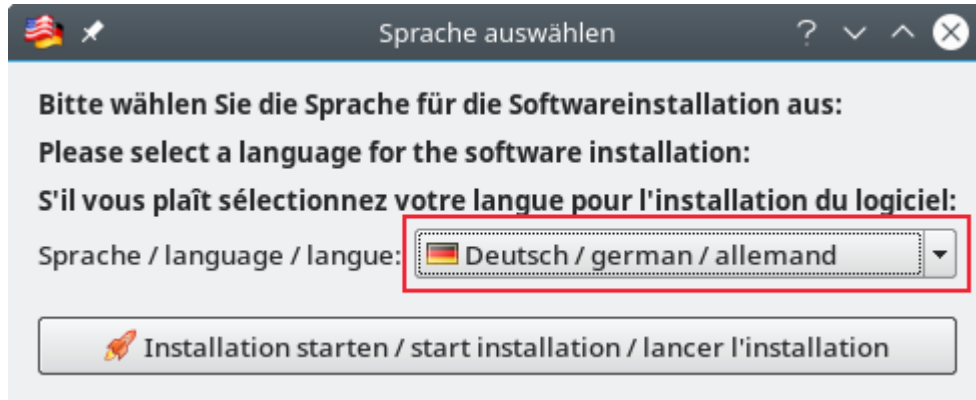 Sprache auswählen
Bitte wählen Sie die Sprache für die Softwareinstallation aus:
Please select a language for the software installation:
S'il vous plaît sélectionnez votre langue pour l'installation du logiciel:
Sprache / language / langue: Deutsch / german / allemand
Installation starten / start installation / lancer l'installation